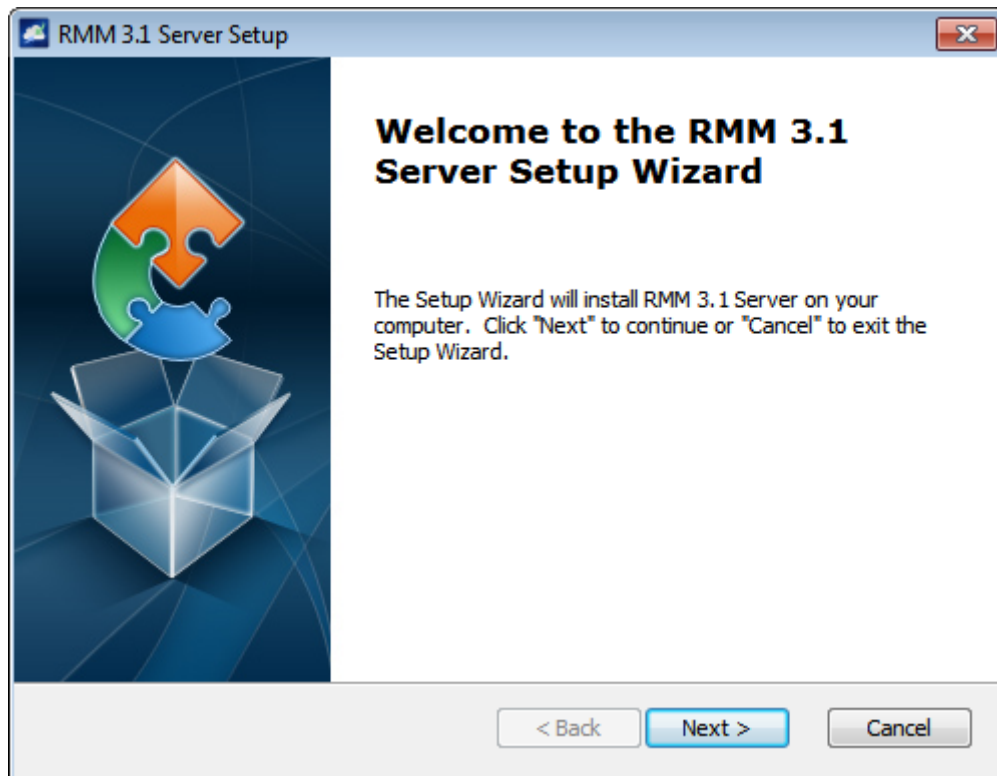 RMM 3.1 Server Setup
Welcome to the RMM 3.1
Server Setup Wizard
The Setup Wizard will install RMM 3.1 Server on your
computer.  Click "Next" to continue or "Cancel" to exit the
Setup Wizard.
< Back
Next >
Cancel